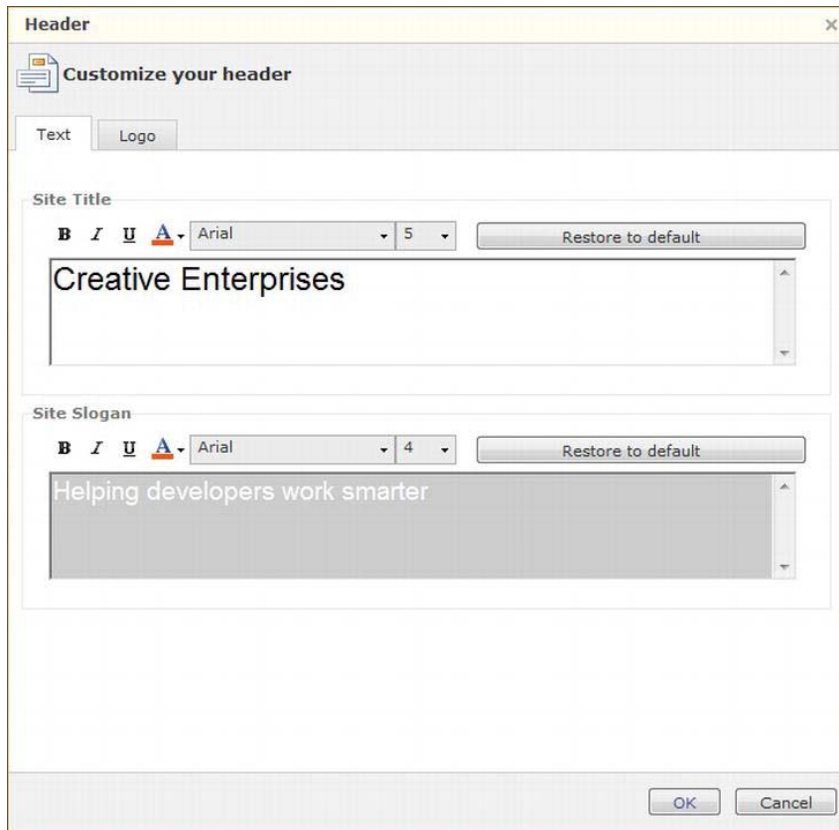 Header
Customize your header
Text Logo
Site Title
B I U A Arial 5 Restore to default
Creative Enterprises
Site Slogan
B I U A Arial 4 Restore to default
Helping developers work smarter
OK Cancel